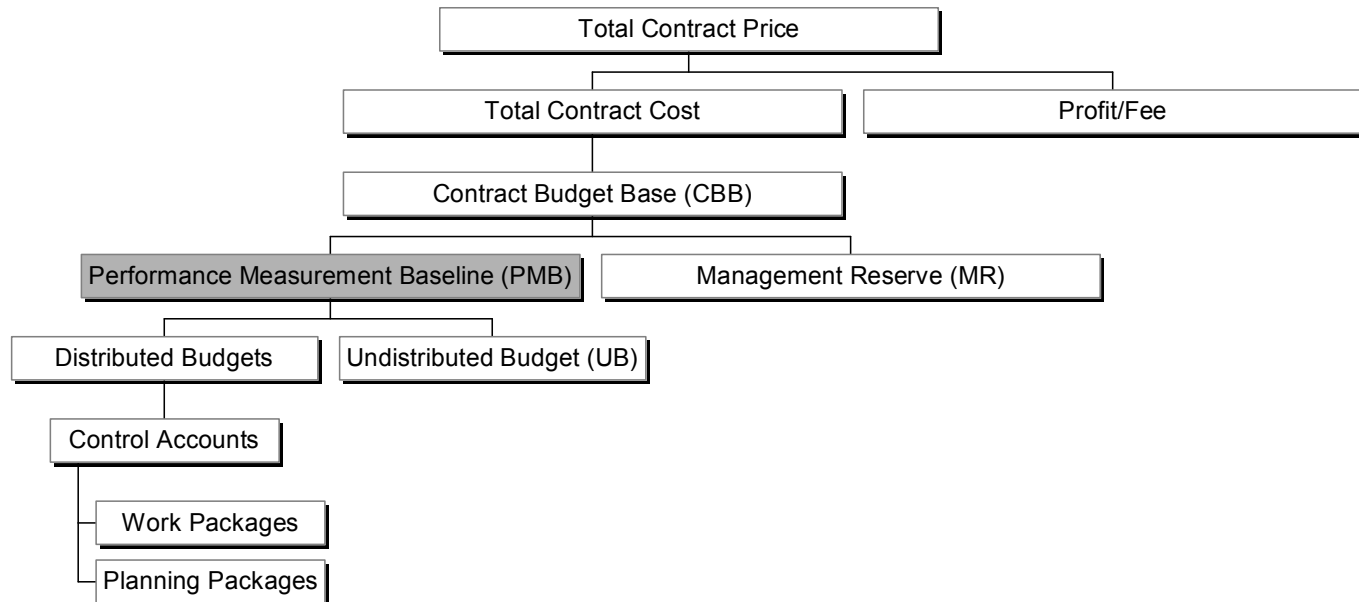 Total Contract Price
Total Contract Cost
Profit/Fee
Contract Budget Base (CBB)
Performance Measurement Baseline (PMB)
Management Reserve (MR)
Distributed Budgets
Undistributed Budget (UB)
Control Accounts
Work Packages
Planning Packages